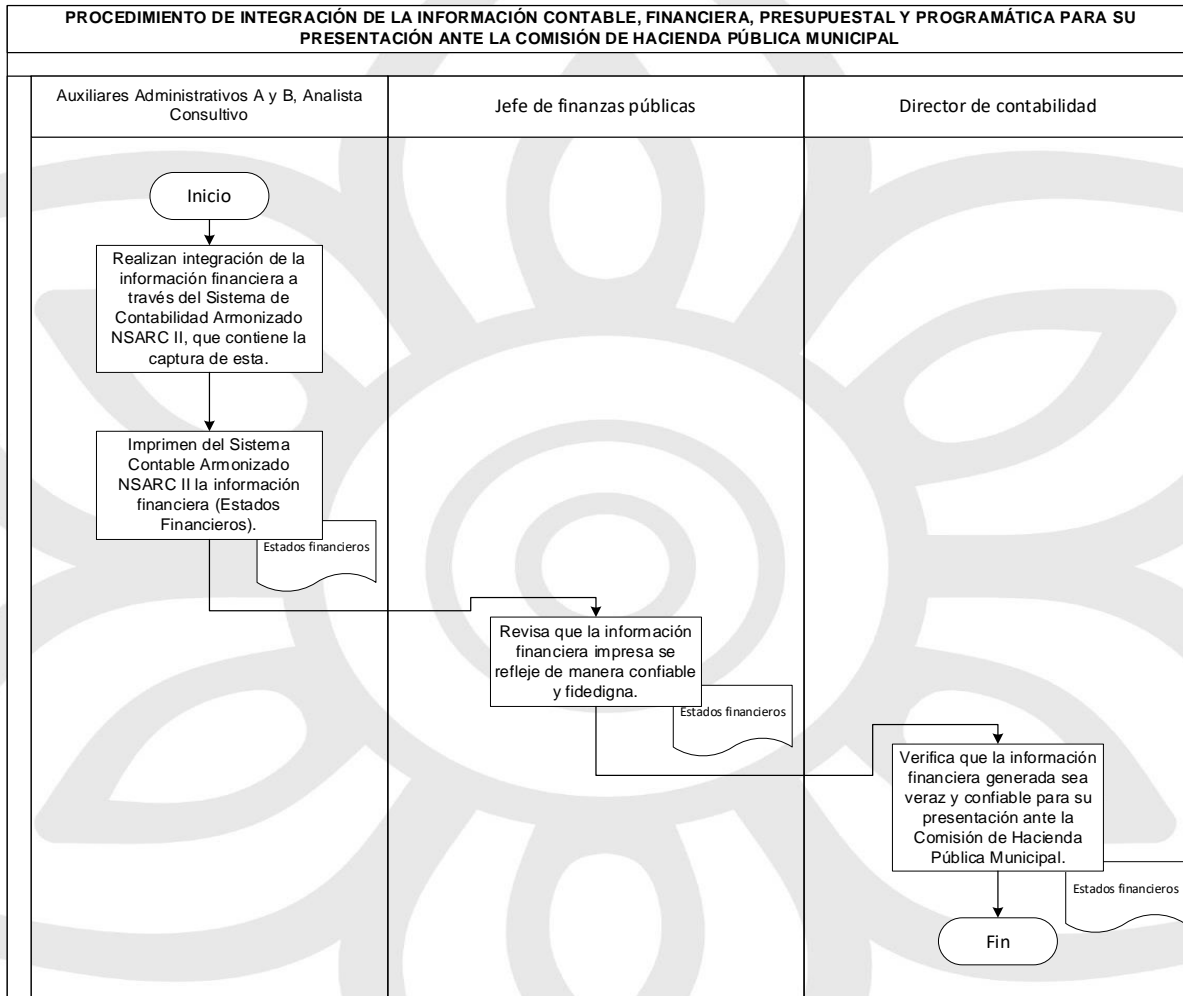 PROCEDIMIENTO DE INTEGRACIÓN DE LA INFORMACIÓN CONTABLE, FINANCIERA, PRESUPUESTAL Y PROGRAMÁTICA PARA SU
PRESENTACIÓN ANTE LA COMISIÓN DE HACIENDA PÚBLICA MUNICIPAL
Auxiliares Administrativos A y B, Analista
Consultivo
Jefe de finanzas públicas
Director de contabilidad
Inicio
Realizan integración de la
información financiera a
través del Sistema de
Contabilidad Armonizado
NSARC II, que contiene la
captura de esta.
Imprimen del Sistema
Contable Armonizado
NSARC II la información
financiera (Estados
Financieros).
Estados financieros
Revisa que la información
financiera impresa se
refleje de manera confiable
y fidedigna.
Estados financieros
Verifica que la información
financiera generada sea
veraz y confiable para su
presentación ante la
Comisión de Hacienda
Pública Municipal.
Estados financieros
Fin